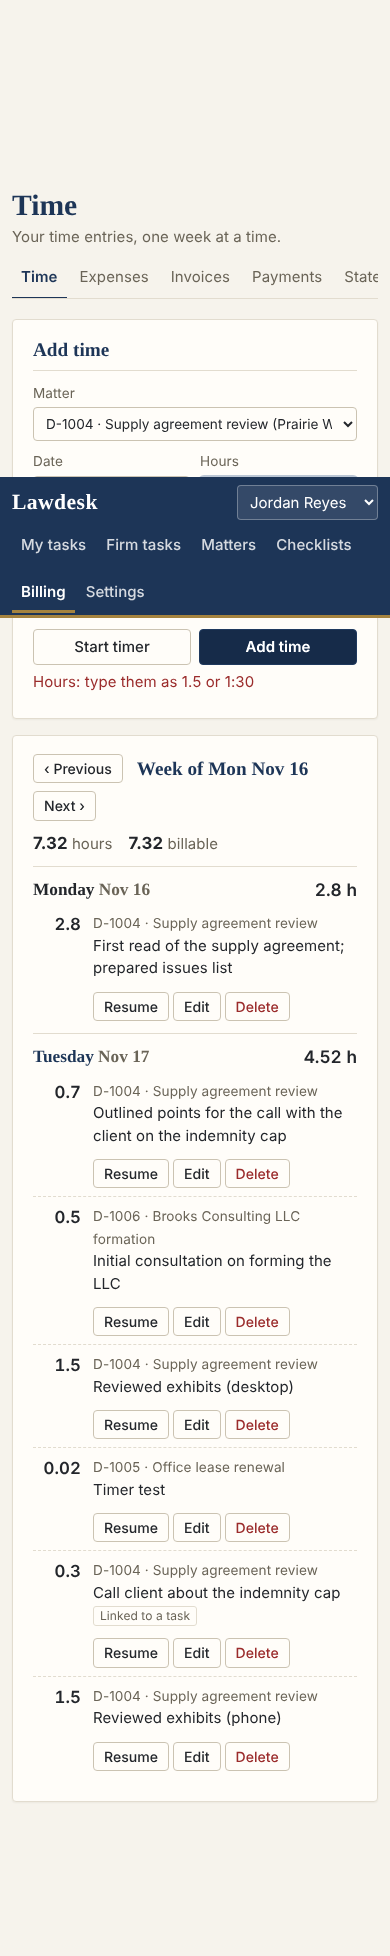 Time
Your time entries, one week at a time.
Time Expenses Invoices Payments State
Add time
Matter
D-1004 · Supply agreement review (Prairie W
Date Hours
Lawdesk Jordan Reyes
My tasks Firm tasks Matters Checklists
Billing Settings
Start timer Add time
Hours: type them as 1.5 or 1:30
‹ Previous Week of Mon Nov 16
Next ›
7.32 hours 7.32 billable
Monday Nov 16 2.8 h
2.8 D-1004 · Supply agreement review
First read of the supply agreement;
prepared issues list
Resume Edit Delete
Tuesday Nov 17 4.52 h
0.7 D-1004 · Supply agreement review
Outlined points for the call with the
client on the indemnity cap
Resume Edit Delete
0.5 D-1006 · Brooks Consulting LLC
formation
Initial consultation on forming the
LLC
Resume Edit Delete
1.5 D-1004 · Supply agreement review
Reviewed exhibits (desktop)
Resume Edit Delete
0.02 D-1005 · Office lease renewal
Timer test
Resume Edit Delete
0.3 D-1004 · Supply agreement review
Call client about the indemnity cap
Linked to a task
Resume Edit Delete
1.5 D-1004 · Supply agreement review
Reviewed exhibits (phone)
Resume Edit Delete